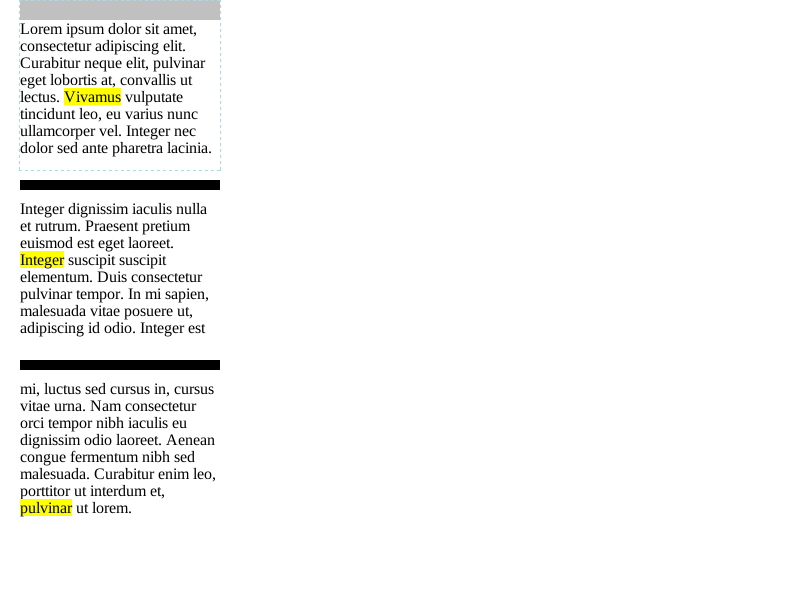 Lorem ipsum dolor sit amet,
consectetur adipiscing elit.
Curabitur neque elit, pulvinar
eget lobortis at, convallis ut
lectus. Vivamus vulputate
tincidunt leo, eu varius nunc
ullamcorper vel. Integer nec
dolor sed ante pharetra lacinia.
Integer dignissim iaculis nulla
et rutrum. Praesent pretium
euismod est eget laoreet.
Integer suscipit suscipit
elementum. Duis consectetur
pulvinar tempor. In mi sapien,
malesuada vitae posuere ut,
adipiscing id odio. Integer est
mi, luctus sed cursus in, cursus
vitae urna. Nam consectetur
orci tempor nibh iaculis eu
dignissim odio laoreet. Aenean
congue fermentum nibh sed
malesuada. Curabitur enim leo,
porttitor ut interdum et,
pulvinar ut lorem.